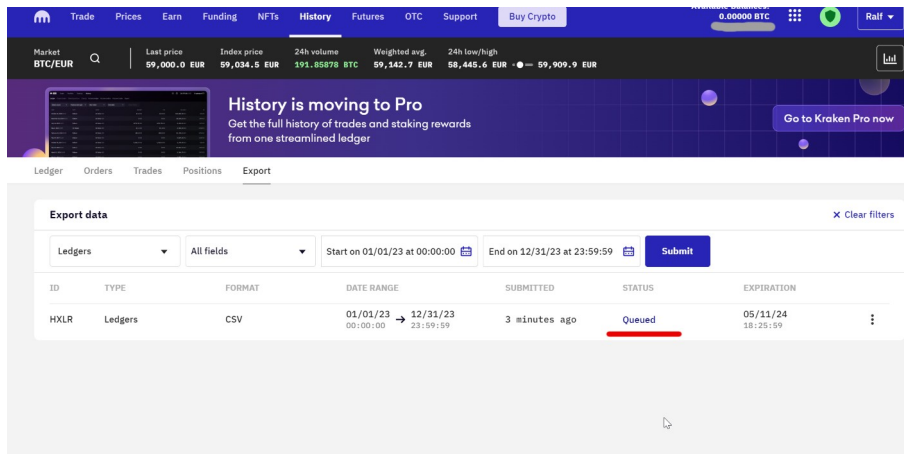 Trade Prices Earn Funding NFTs History Futures OTC Support Buy Crypto
0.00000 BTC
Ralf
Market
BTC/EUR
Last price
59,000.0 EUR
Index price
59,034.5 EUR
24h volume
191.85878 BTC
Weighted avg.
59,142.7 EUR
24h low/high
58,445.6 EUR 59,909.9 EUR
History is moving to Pro
Get the full history of trades and staking rewards
from one streamlined ledger
Go to Kraken Pro now
Ledger Orders Trades Positions Export
Export data
Clear filters
Ledgers All fields Start on 01/01/23 at 00:00:00 End on 12/31/23 at 23:59:59 Submit
ID TYPE FORMAT DATE RANGE SUBMITTED STATUS EXPIRATION
HXLR Ledgers CSV 01/01/23 → 12/31/23 3 minutes ago Queued 05/11/24
00:00:00 23:59:59 18:25:59